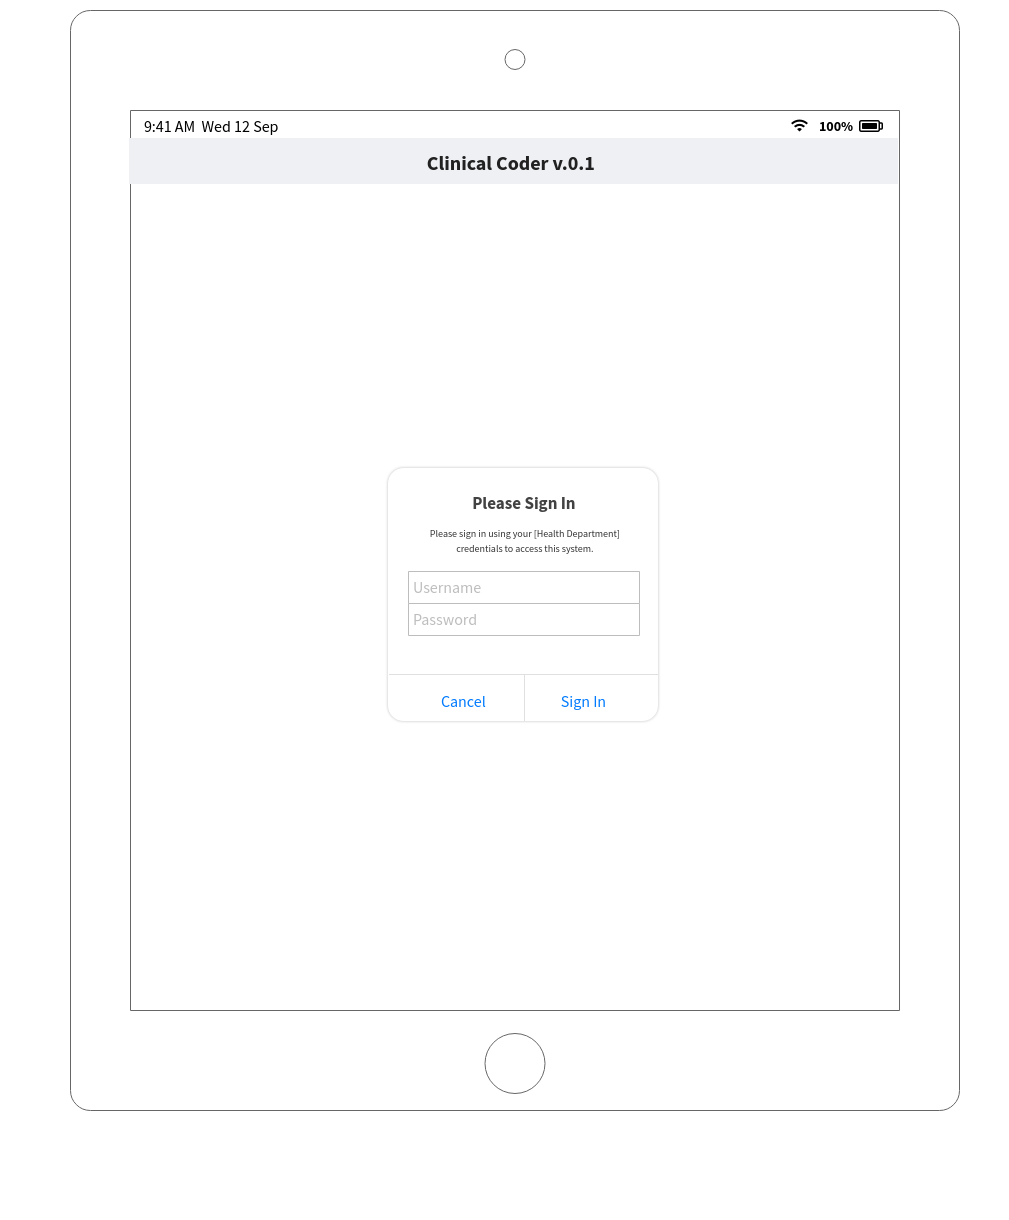 9:41 AM  Wed 12 Sep
100%
Clinical Coder v.0.1
Please Sign In
Please sign in using your [Health Department]
credentials to access this system.
Username
Password
Cancel
Sign In